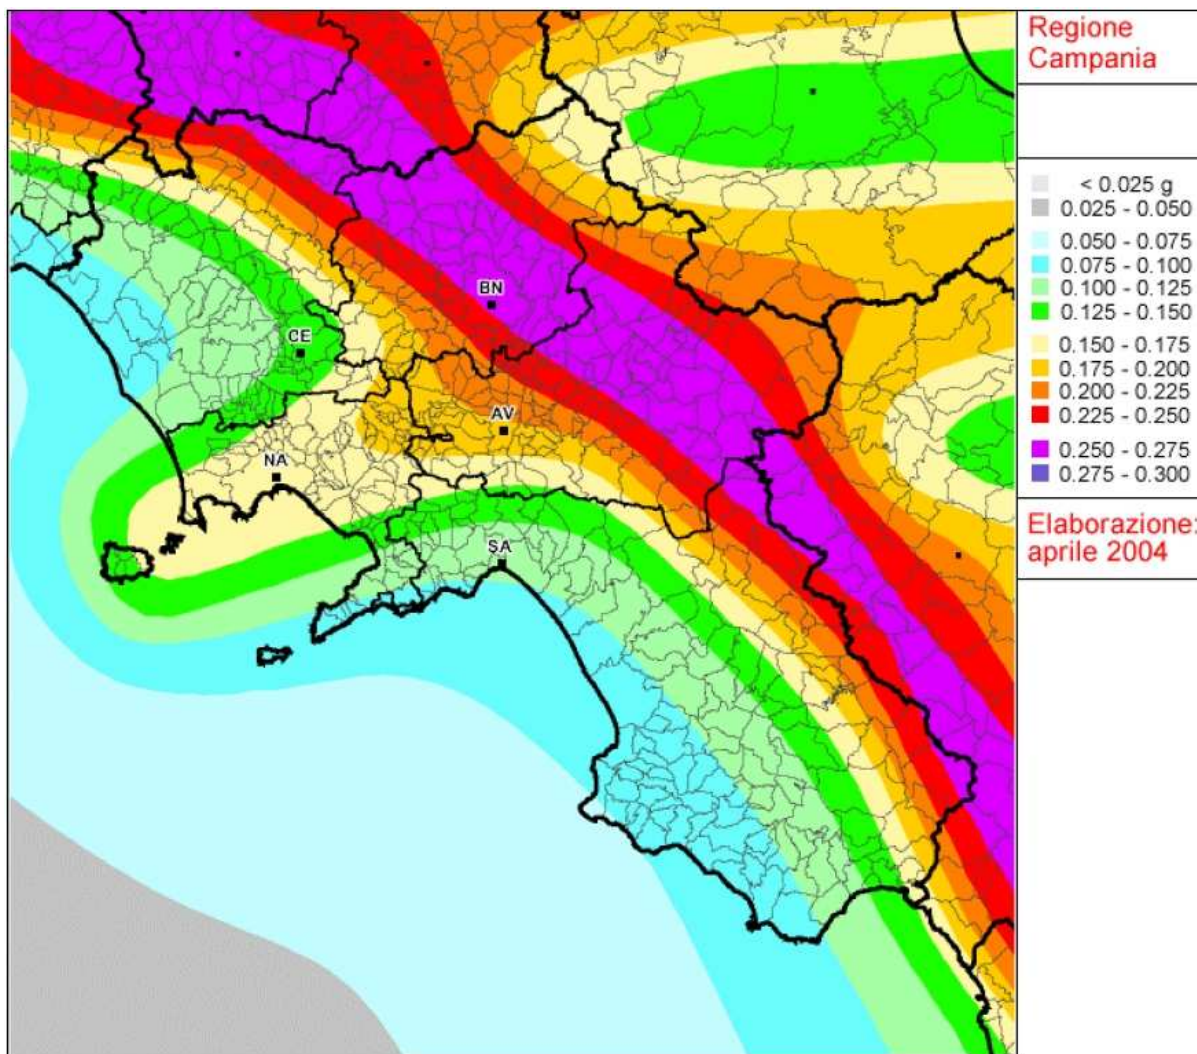 Regione
Campania
< 0.025 g
0.025 - 0.050
0.050 - 0.075
0.075 - 0.100
0.100 - 0.125
0.125 - 0.150
0.150 - 0.175
0.175 - 0.200
0.200 - 0.225
0.225 - 0.250
0.250 - 0.275
0.275 - 0.300
Elaborazione:
aprile 2004
BN
CE
AV
NA
SA